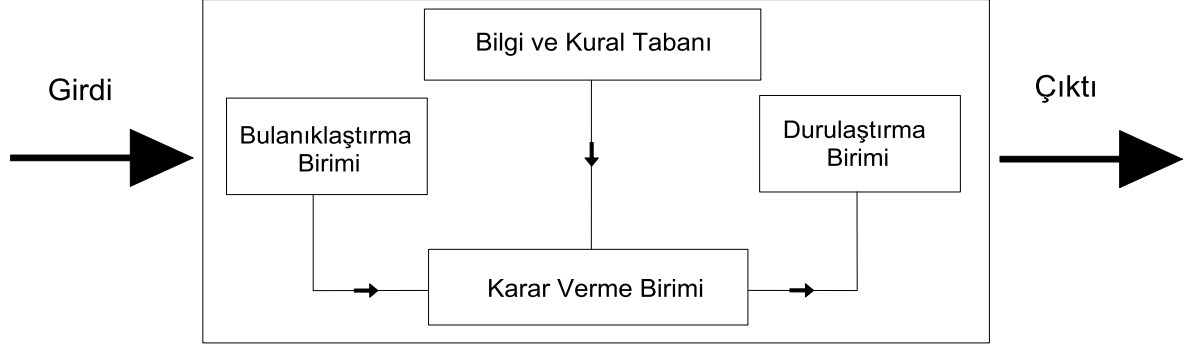 Bilgi ve Kural Tabanı
Girdi
Çıktı
Bulanıklaştırma
Birimi
Durulaştırma
Birimi
Karar Verme Birimi